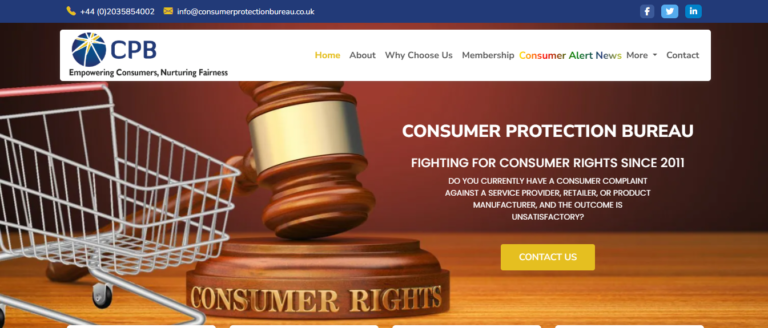 +44 (0)2035854002 info@consumerprotectionbureau.co.uk
CPB
Empowering Consumers, Nurturing Fairness
Home About Why Choose Us Membership Consumer Alert News More Contact
CONSUMER PROTECTION BUREAU
FIGHTING FOR CONSUMER RIGHTS SINCE 2011
DO YOU CURRENTLY HAVE A CONSUMER COMPLAINT
AGAINST A SERVICE PROVIDER, RETAILER, OR PRODUCT
MANUFACTURER, AND THE OUTCOME IS
UNSATISFACTORY?
CONTACT US
CONSUMER RIGHTS